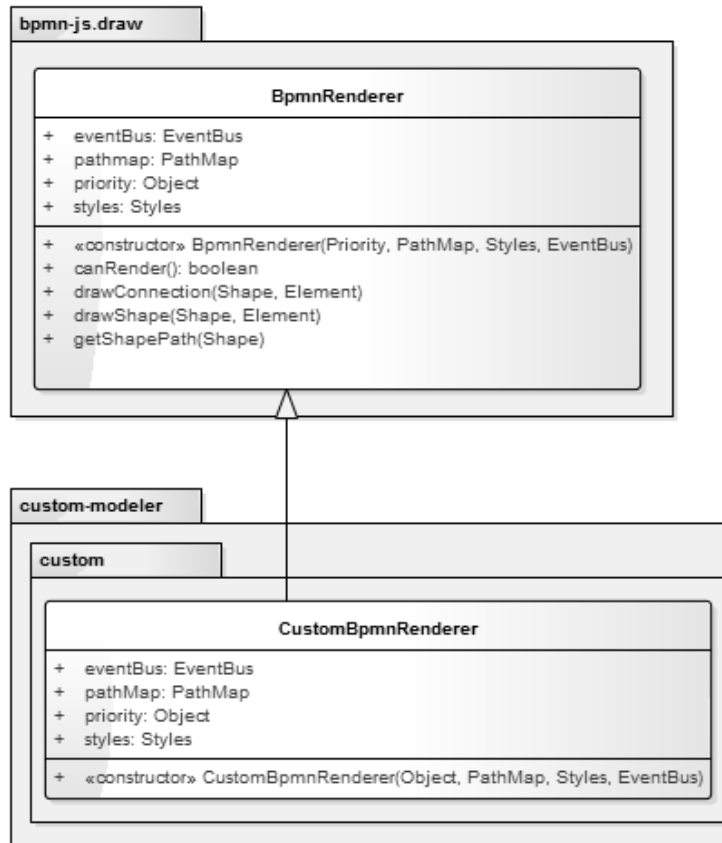 bpmn-js.draw
BpmnRenderer
+ eventBus: EventBus
+ pathmap: PathMap
+ priority: Object
+ styles: Styles
+ «constructor» BpmnRenderer(Priority, PathMap, Styles, EventBus)
+ canRender(): boolean
+ drawConnection(Shape, Element)
+ drawShape(Shape, Element)
+ getShapePath(Shape)
custom-modeler
custom
CustomBpmnRenderer
+ eventBus: EventBus
+ pathMap: PathMap
+ priority: Object
+ styles: Styles
+ «constructor» CustomBpmnRenderer(Object, PathMap, Styles, EventBus)